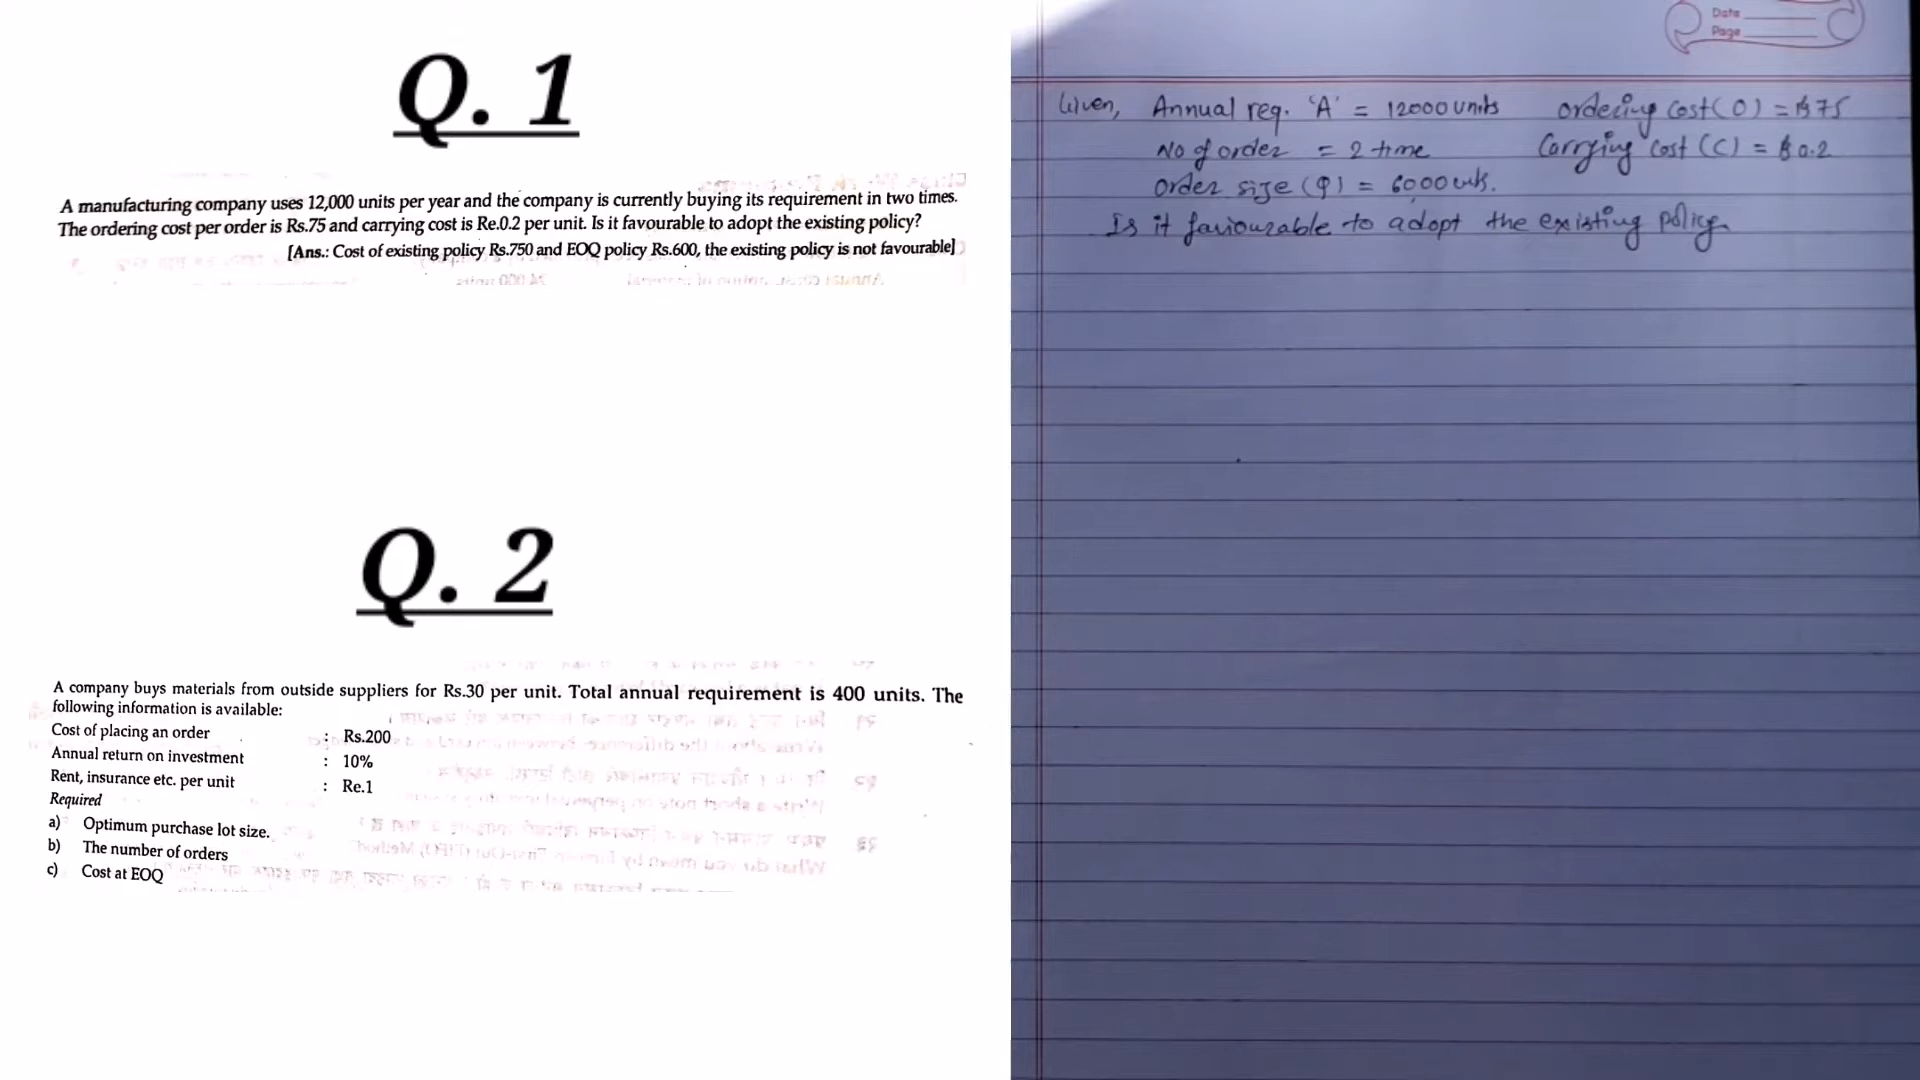 Q. 1
A manufacturing company uses 12,000 units per year and the company is currently buying its requirement in two times.
The ordering cost per order is Rs.75 and carrying cost is Re.0.2 per unit. Is it favourable to adopt the existing policy?
[Ans.: Cost of existing policy Rs.750 and EOQ policy Rs.600, the existing policy is not favourable]
Q. 2
A company buys materials from outside suppliers for Rs.30 per unit. Total annual requirement is 400 units. The
following information is available:
Cost of placing an order : Rs.200
Annual return on investment : 10%
Rent, insurance etc. per unit : Re.1
Required
a) Optimum purchase lot size.
b) The number of orders
c) Cost at EOQ
Date
Page
Given, Annual req. 'A' = 12000 units ordering cost (O) = Rs 75
No of order = 2 time Carrying cost (C) = Rs 0.2
Order size (Q) = 6000 units.
Is it faviourable to adopt the existing policy